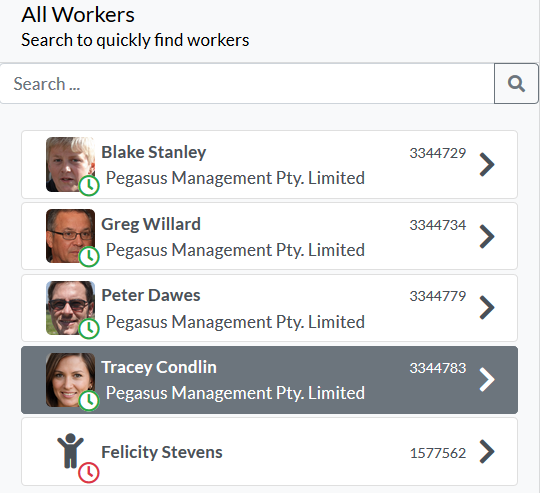 All Workers
Search to quickly find workers
Search ...
Blake Stanley 3344729
Pegasus Management Pty. Limited
Greg Willard 3344734
Pegasus Management Pty. Limited
Peter Dawes 3344779
Pegasus Management Pty. Limited
Tracey Condlin 3344783
Pegasus Management Pty. Limited
Felicity Stevens 1577562